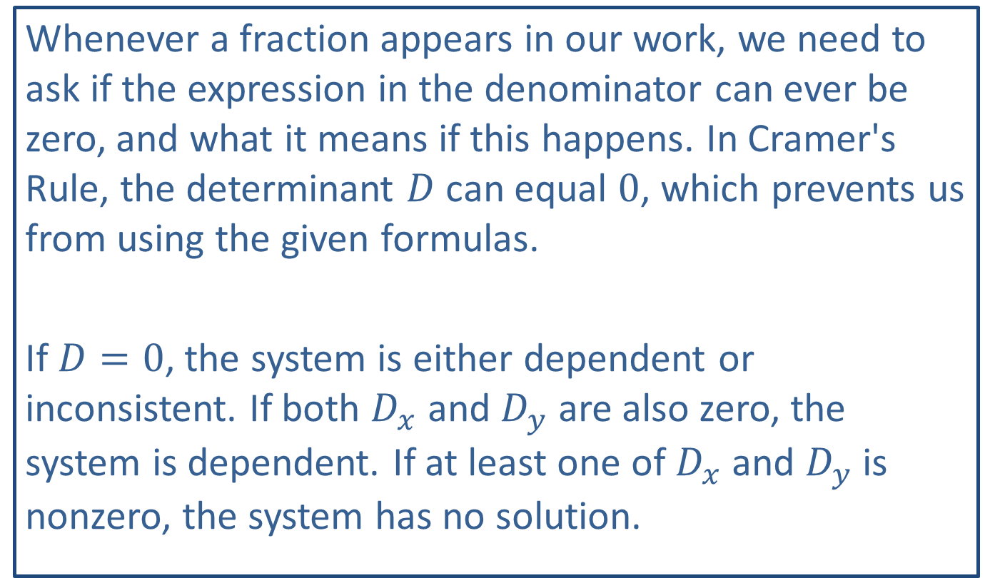 Whenever a fraction appears in our work, we need to
ask if the expression in the denominator can ever be
zero, and what it means if this happens. In Cramer's
Rule, the determinant D can equal 0, which prevents us
from using the given formulas.
If D = 0, the system is either dependent or
inconsistent. If both Dₓ and D_y are also zero, the
system is dependent. If at least one of Dₓ and D_y is
nonzero, the system has no solution.